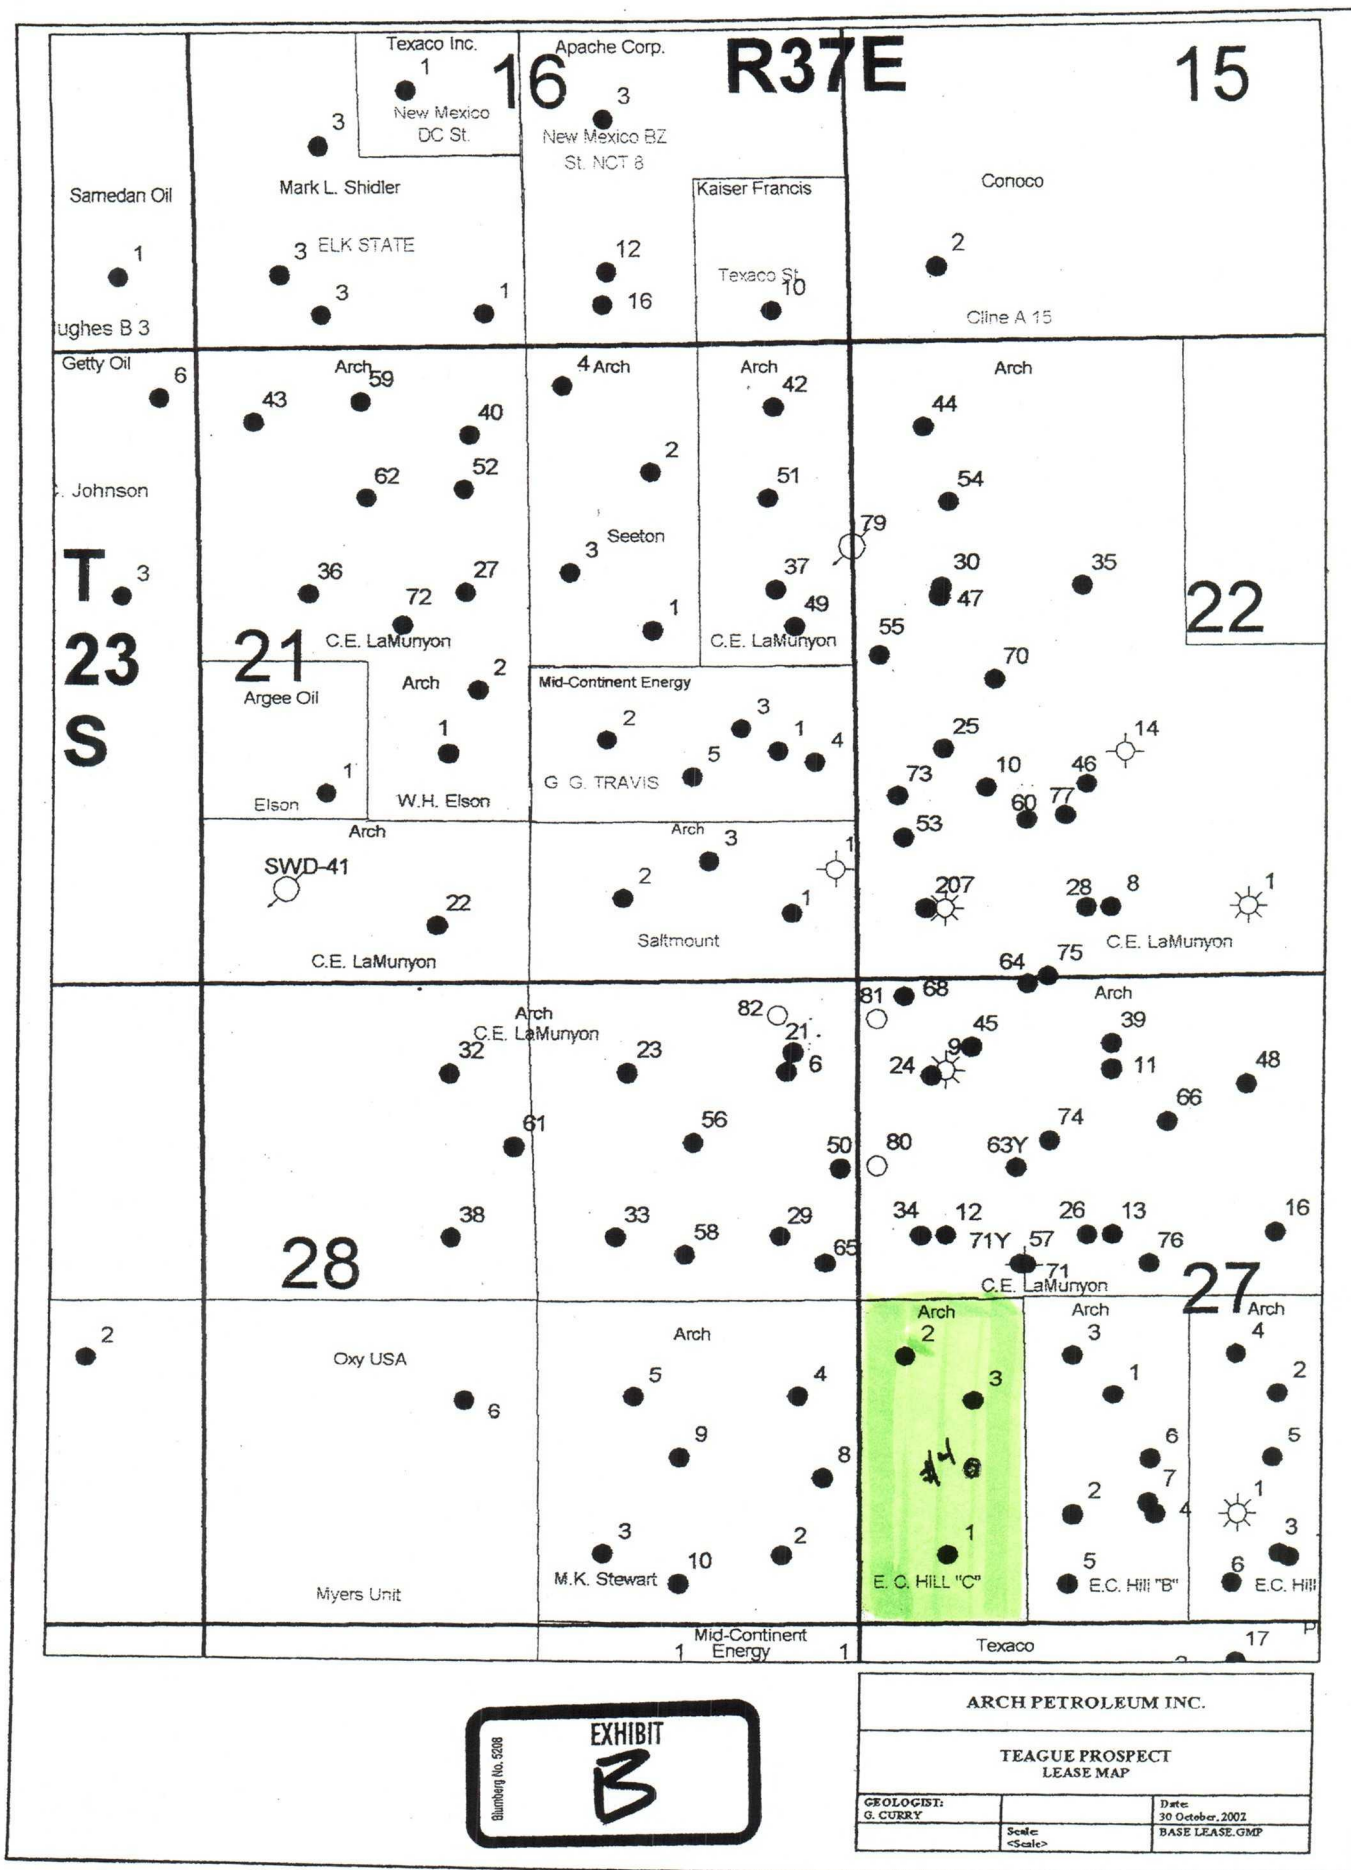 Texaco Inc.
1
New Mexico
DC St.
16
Apache Corp.
3
New Mexico BZ
St. NCT 8
R37E
15
3
Samedan Oil
Mark L. Shidler
Kaiser Francis
Conoco
1
3 ELK STATE
12
Texaco St.
2
3
1
16
10
Cline A 15
ughes B 3
Getty Oil
6
Arch
59
4 Arch
Arch
Arch
43
40
42
44
62
52
2
51
54
. Johnson
Seeton
79
T
3
36
27
3
37
30
47
35
22
72
1
49
55
23
21
C.E. LaMunyon
C.E. LaMunyon
70
S
Argee Oil
Arch
2
Mid-Continent Energy
1
2
3
1
4
25
14
5
G G. TRAVIS
73
10
46
1
Elson
W.H. Elson
60
77
Arch
Arch
53
SWD-41
3
1
2
207
28
8
1
22
1
Saltmount
C.E. LaMunyon
C.E. LaMunyon
64
75
Arch
C.E. LaMunyon
82
81
68
Arch
32
23
21
6
45
9
24
39
11
48
66
61
56
74
50
80
63Y
38
33
58
29
65
34
12
71Y
57
71
26
13
76
16
28
C.E. LaMunyon
27
2
Oxy USA
Arch
Arch
2
Arch
3
Arch
4
6
5
4
3
1
2
9
8
#4
6
5
7
2
4
1
3
10
2
1
5
3
6
M.K. Stewart
E. C. HILL "C"
E.C. Hill "B"
E.C. Hill
Myers Unit
1
Mid-Continent
Energy
1
Texaco
17
P
ARCH PETROLEUM INC.
TEAGUE PROSPECT
LEASE MAP
GEOLOGIST:
G. CURRY
Date:
30 October, 2002
Scale:
<Scale>
BASE LEASE.GMP
Blumberg No. 5208
EXHIBIT
B